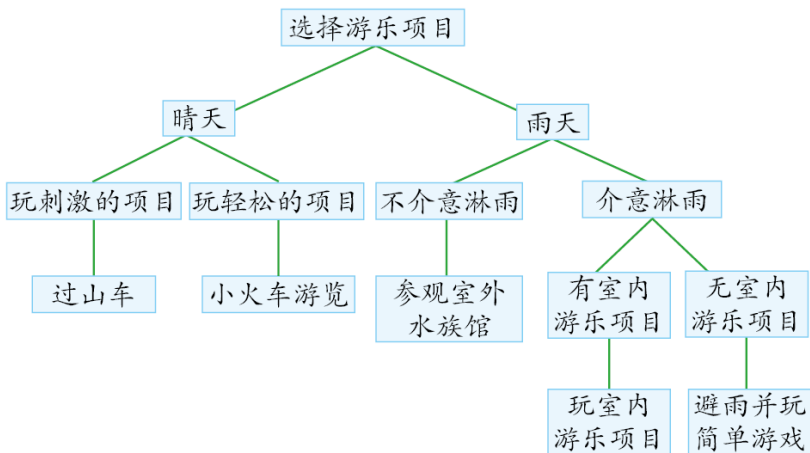 选择游乐项目
晴天
雨天
玩刺激的项目
玩轻松的项目
不介意淋雨
介意淋雨
过山车
小火车游览
参观室外
水族馆
有室内
游乐项目
无室内
游乐项目
玩室内
游乐项目
避雨并玩
简单游戏